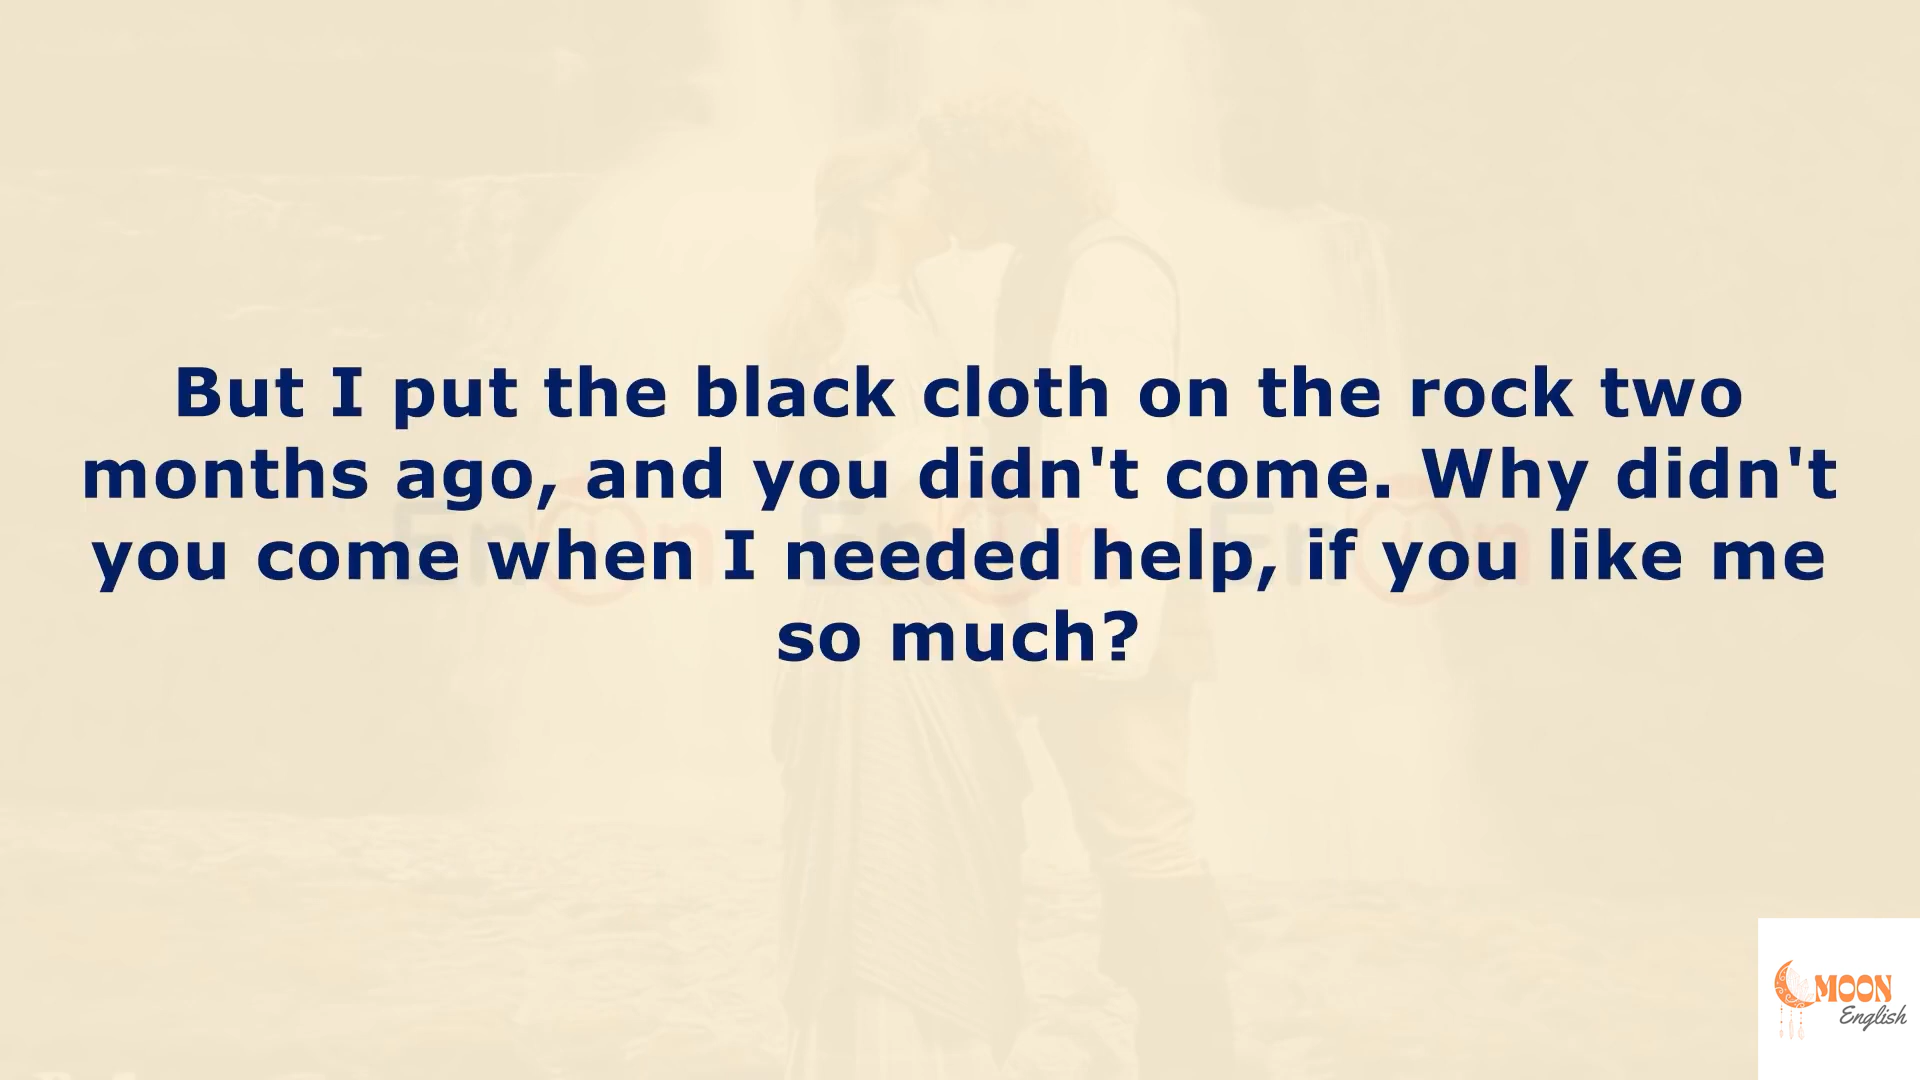 But I put the black cloth on the rock two
months ago, and you didn't come. Why didn't
you come when I needed help, if you like me
so much?
MOON
English